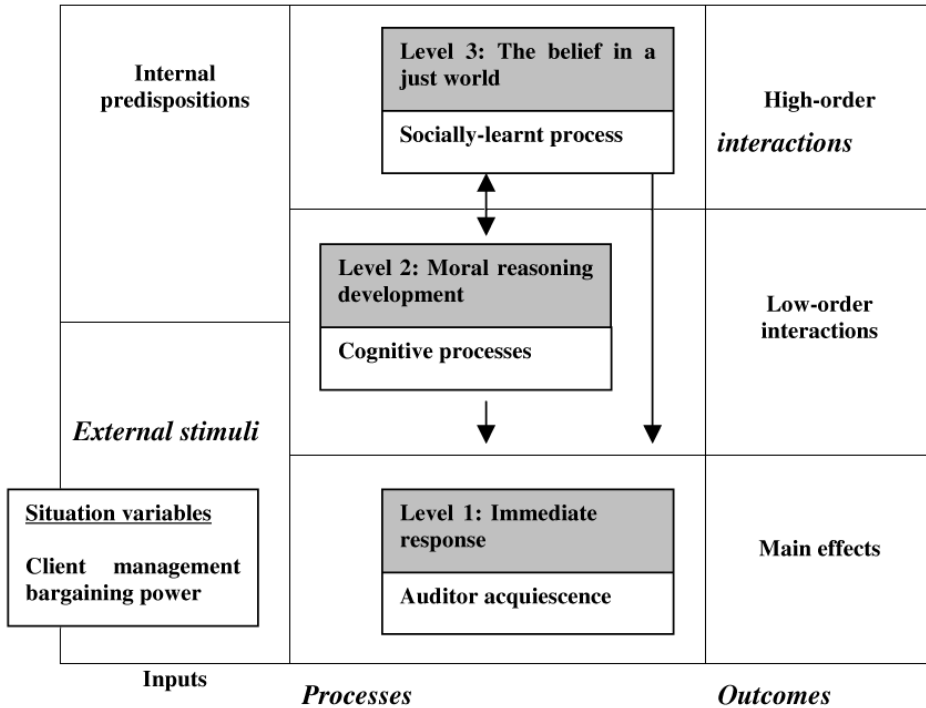 Internal
predispositions
Level 3: The belief in a
just world
Socially-learnt process
High-order
interactions
Level 2: Moral reasoning
development
Cognitive processes
Low-order
interactions
External stimuli
Situation variables
Client management
bargaining power
Level 1: Immediate
response
Auditor acquiescence
Main effects
Inputs
Processes
Outcomes